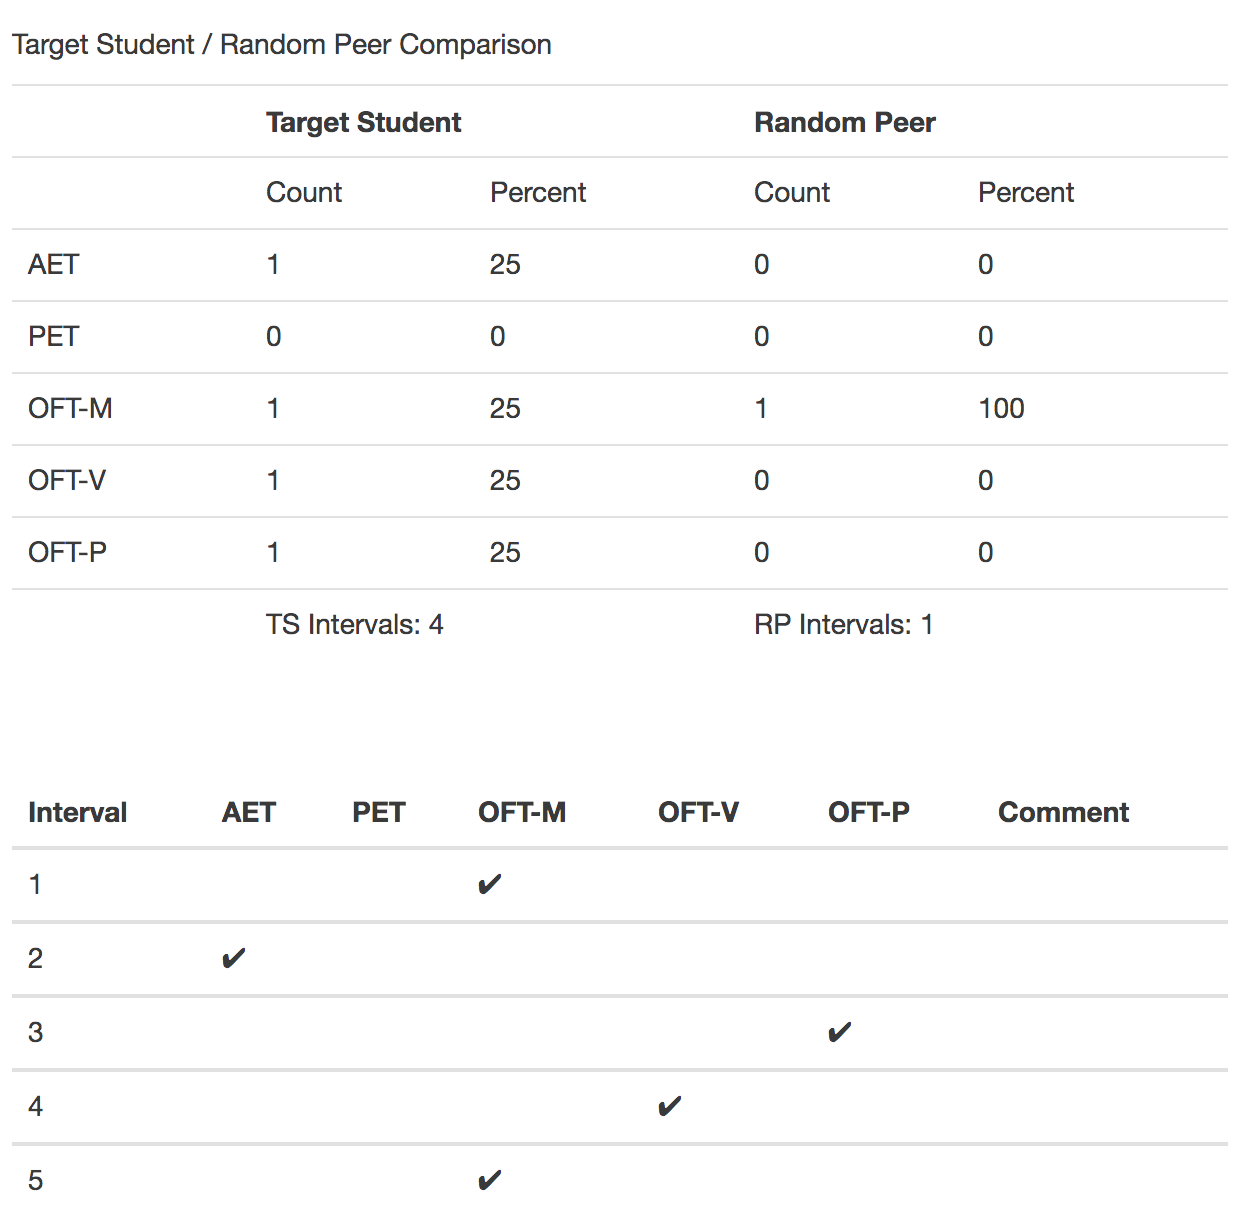 Target Student / Random Peer Comparison
Target Student Random Peer
Count Percent Count Percent
AET 1 25 0 0
PET 0 0 0 0
OFT-M 1 25 1 100
OFT-V 1 25 0 0
OFT-P 1 25 0 0
TS Intervals: 4 RP Intervals: 1
Interval AET PET OFT-M OFT-V OFT-P Comment
1 ✔
2 ✔
3 ✔
4 ✔
5 ✔